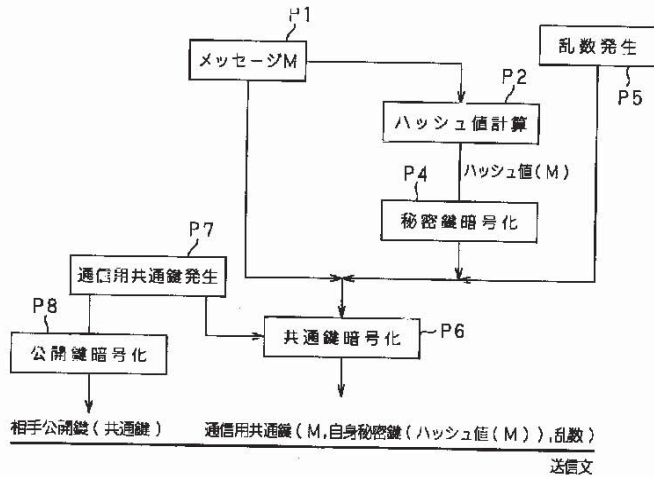 P1
メッセージM
乱数発生
P5
P2
ハッシュ値計算
ハッシュ値(M)
P4
秘密鍵暗号化
P7
通信用共通鍵発生
P8
公開鍵暗号化
共通鍵暗号化
P6
相手公開鍵(共通鍵)
通信用共通鍵(M,自身秘密鍵(ハッシュ値(M)),乱数)
送信文